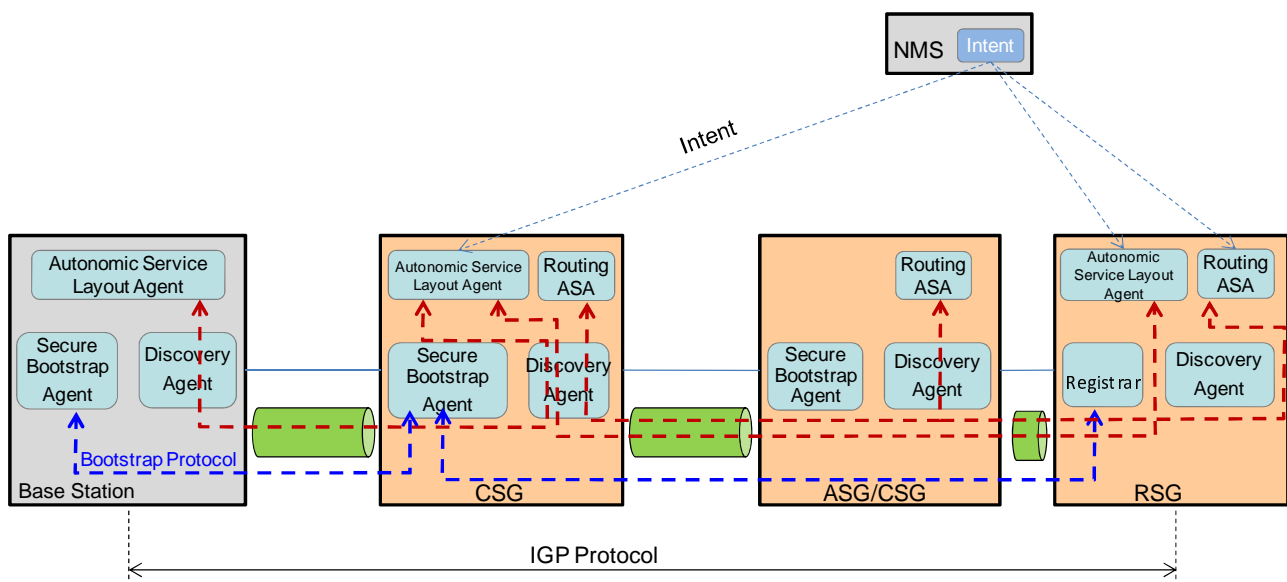 NMS
Intent
Intent
Autonomic Service
Layout Agent
Secure
Bootstrap
Agent
Discovery
Agent
Bootstrap Protocol
Base Station
Autonomic Service
Layout Agent
Routing
ASA
Secure
Bootstrap
Agent
Discovery
Agent
CSG
Routing
ASA
Secure
Bootstrap
Agent
Discovery
Agent
ASG/CSG
Autonomic
Service Layout
Agent
Routing
ASA
Registrar
Discovery
Agent
RSG
IGP Protocol